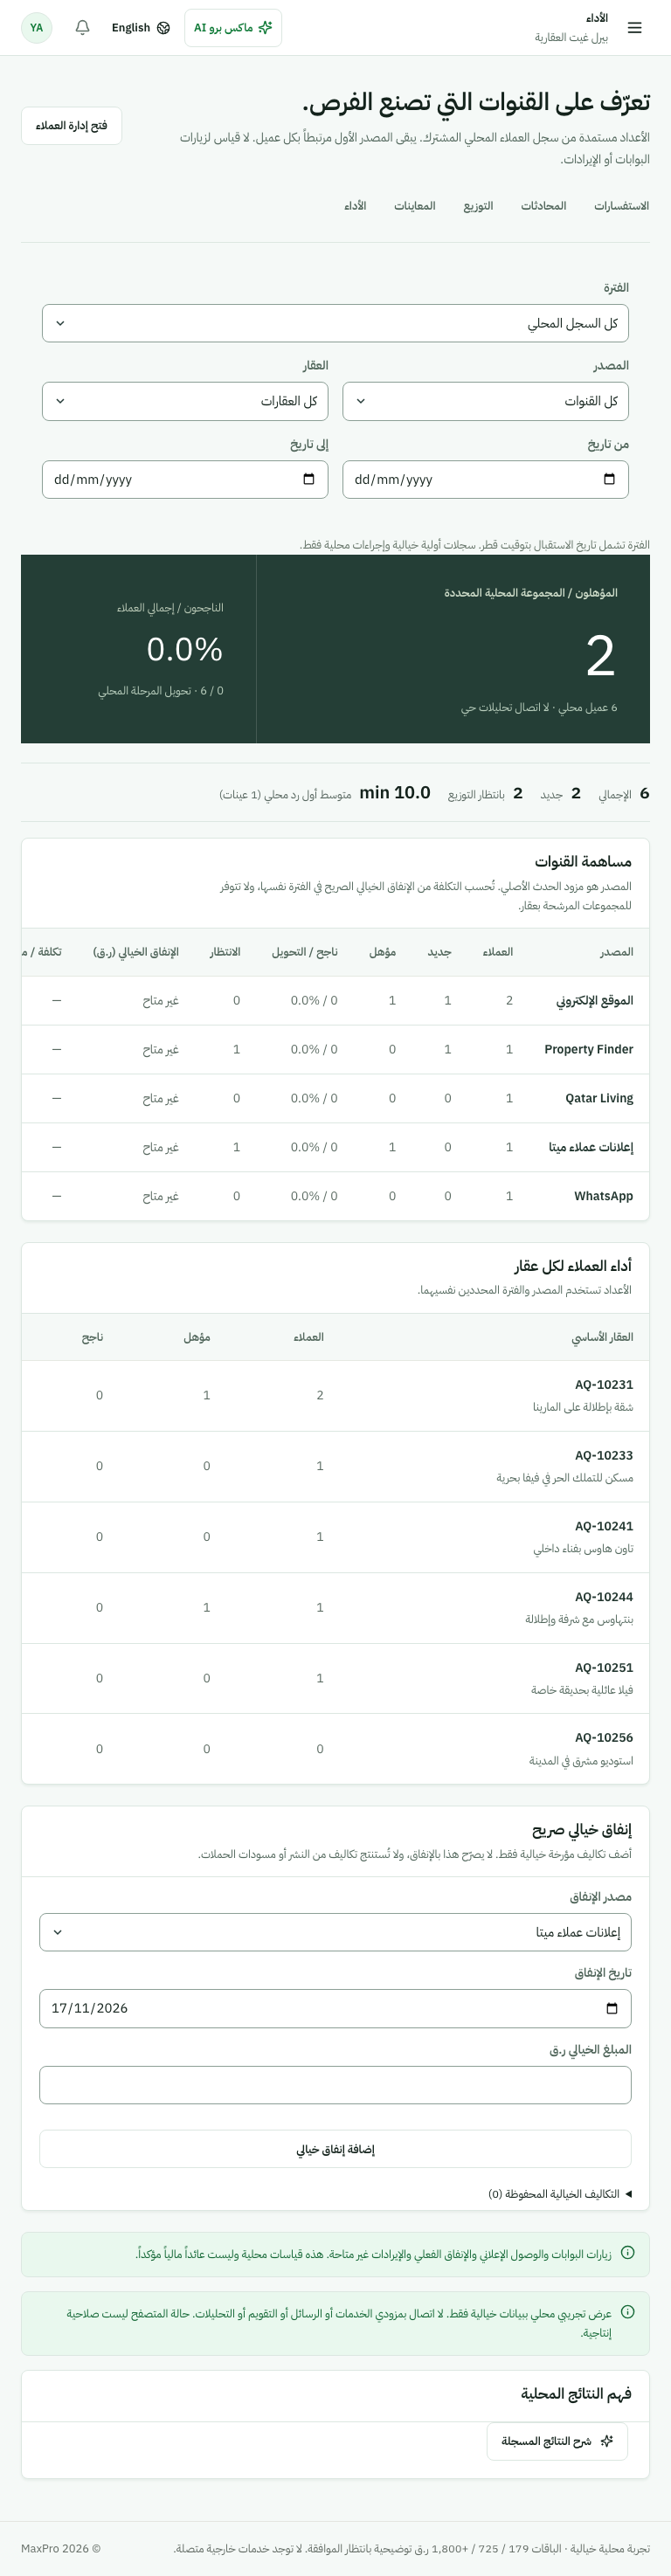 الأداء
بيرل غيت العقارية
ماكس برو AI
English
YA
تعرّف على القنوات التي تصنع الفرص.
الأعداد مستمدة من سجل العملاء المحلي المشترك. يبقى المصدر الأول مرتبطاً بكل عميل. لا قياس لزيارات
البوابات أو الإيرادات.
فتح إدارة العملاء
الاستفسارات
المحادثات
التوزيع
المعاينات
الأداء
الفترة
كل السجل المحلي
المصدر
العقار
كل القنوات
كل العقارات
من تاريخ
إلى تاريخ
dd/mm/yyyy
dd/mm/yyyy
الفترة تشمل تاريخ الاستقبال بتوقيت قطر. سجلات أولية خيالية وإجراءات محلية فقط.
المؤهلون / المجموعة المحلية المحددة
2
6 عميل محلي · لا اتصال تحليلات حي
الناجحون / إجمالي العملاء
0.0%
0 / 6 · تحويل المرحلة المحلي
6 الإجمالي 2 جديد 2 بانتظار التوزيع 10.0 min متوسط أول رد محلي (1 عينات)
مساهمة القنوات
المصدر هو مزود الحدث الأصلي. تُحسب التكلفة من الإنفاق الخيالي الصريح في الفترة نفسها، ولا تتوفر
للمجموعات المرشحة بعقار.
المصدر العملاء جديد مؤهل ناجح / التحويل الانتظار الإنفاق الخيالي (ر.ق) تكلفة / م
الموقع الإلكتروني 2 1 1 0 / 0.0% 0 غير متاح —
Property Finder 1 1 0 0 / 0.0% 1 غير متاح —
Qatar Living 1 0 0 0 / 0.0% 0 غير متاح —
إعلانات عملاء ميتا 1 0 1 0 / 0.0% 1 غير متاح —
WhatsApp 1 0 0 0 / 0.0% 0 غير متاح —
أداء العملاء لكل عقار
الأعداد تستخدم المصدر والفترة المحددين نفسيهما.
العقار الأساسي العملاء مؤهل ناجح
AQ-10231 2 1 0
شقة بإطلالة على المارينا
AQ-10233 1 0 0
مسكن للتملك الحر في فيفا بحرية
AQ-10241 1 0 0
تاون هاوس بفناء داخلي
AQ-10244 1 1 0
بنتهاوس مع شرفة وإطلالة
AQ-10251 1 0 0
فيلا عائلية بحديقة خاصة
AQ-10256 0 0 0
استوديو مشرق في المدينة
إنفاق خيالي صريح
أضف تكاليف مؤرخة خيالية فقط. لا يصرّح هذا بالإنفاق، ولا تُستنتج تكاليف من النشر أو مسودات الحملات.
مصدر الإنفاق
إعلانات عملاء ميتا
تاريخ الإنفاق
17/11/2026
المبلغ الخيالي ر.ق
إضافة إنفاق خيالي
التكاليف الخيالية المحفوظة (0)
زيارات البوابات والوصول الإعلاني والإنفاق الفعلي والإيرادات غير متاحة. هذه قياسات محلية وليست عائداً مالياً مؤكداً.
عرض تجريبي محلي ببيانات خيالية فقط. لا اتصال بمزودي الخدمات أو الرسائل أو التقويم أو التحليلات. حالة المتصفح ليست صلاحية
إنتاجية.
فهم النتائج المحلية
شرح النتائج المسجلة
تجربة محلية خيالية · الباقات 179 / 725 / 1,800+ ر.ق توضيحية بانتظار الموافقة. لا توجد خدمات خارجية متصلة.
© 2026 MaxPro